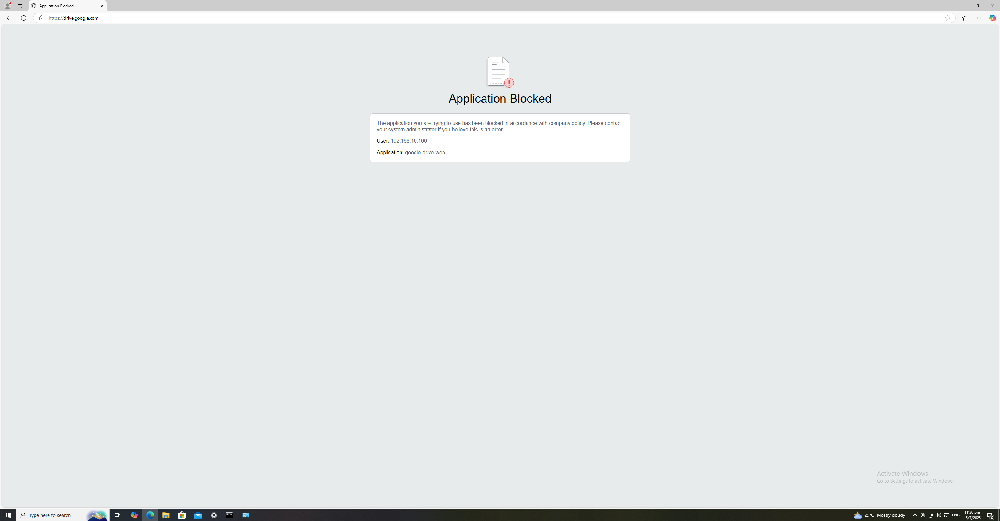 Application Blocked
https://drive.google.com
Application Blocked
The application you are trying to use has been blocked in accordance with company policy. Please contact
your system administrator if you believe this is an error.
User: 192.168.10.100
Application: google-drive-web
Activate Windows
Go to Settings to activate Windows.
Type here to search
29°C Mostly cloudy
ENG
11:30 pm
15/7/2025
2